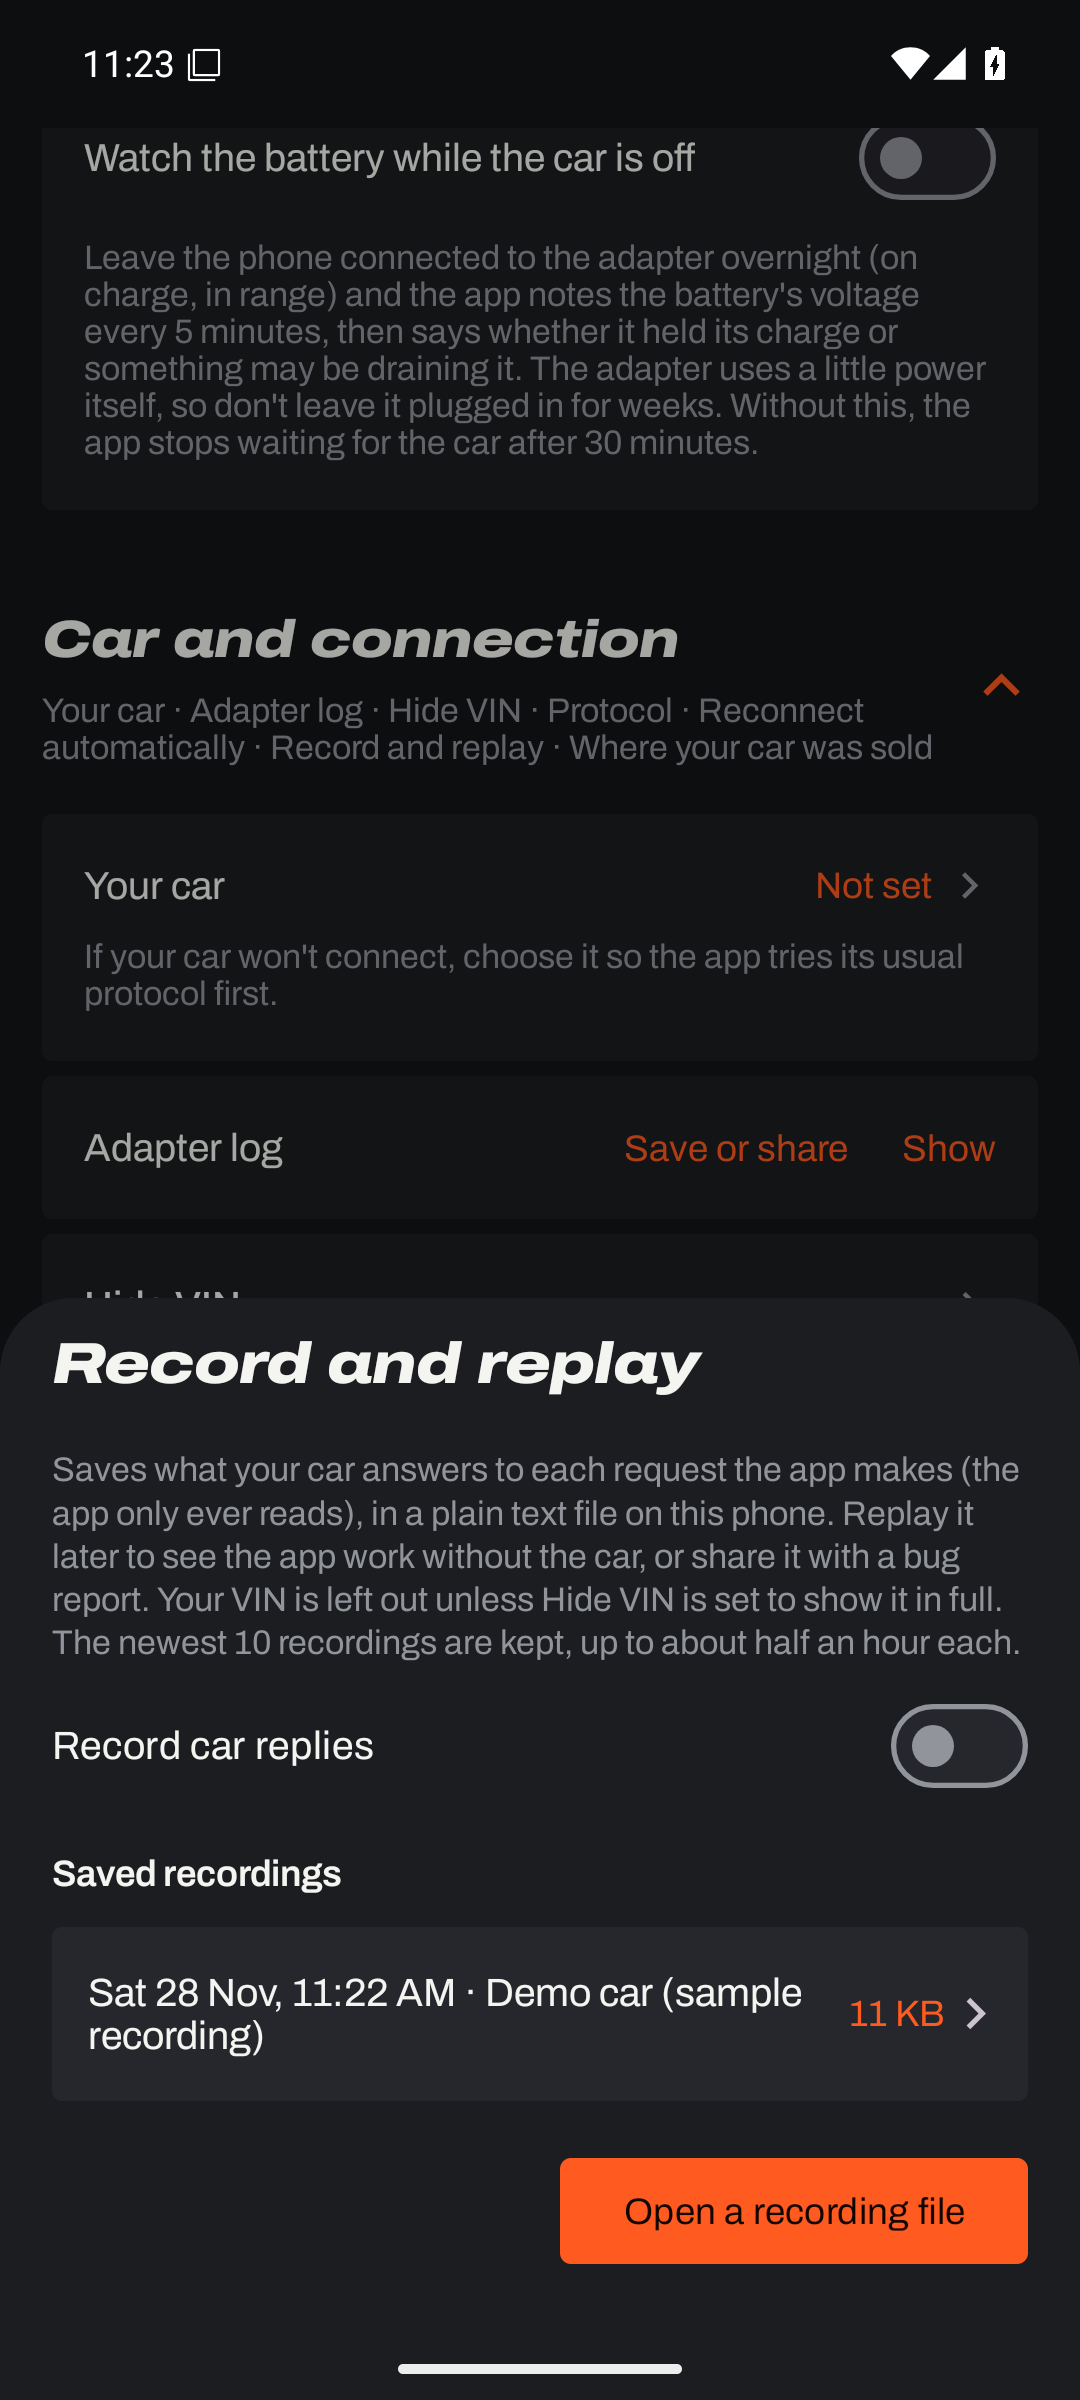 11:23
Watch the battery while the car is off
Leave the phone connected to the adapter overnight (on
charge, in range) and the app notes the battery's voltage
every 5 minutes, then says whether it held its charge or
something may be draining it. The adapter uses a little power
itself, so don't leave it plugged in for weeks. Without this, the
app stops waiting for the car after 30 minutes.
Car and connection
Your car · Adapter log · Hide VIN · Protocol · Reconnect
automatically · Record and replay · Where your car was sold
Your car
Not set
If your car won't connect, choose it so the app tries its usual
protocol first.
Adapter log
Save or share
Show
Hide VIN
Record and replay
Saves what your car answers to each request the app makes (the
app only ever reads), in a plain text file on this phone. Replay it
later to see the app work without the car, or share it with a bug
report. Your VIN is left out unless Hide VIN is set to show it in full.
The newest 10 recordings are kept, up to about half an hour each.
Record car replies
Saved recordings
Sat 28 Nov, 11:22 AM · Demo car (sample
recording)
11 KB
Open a recording file